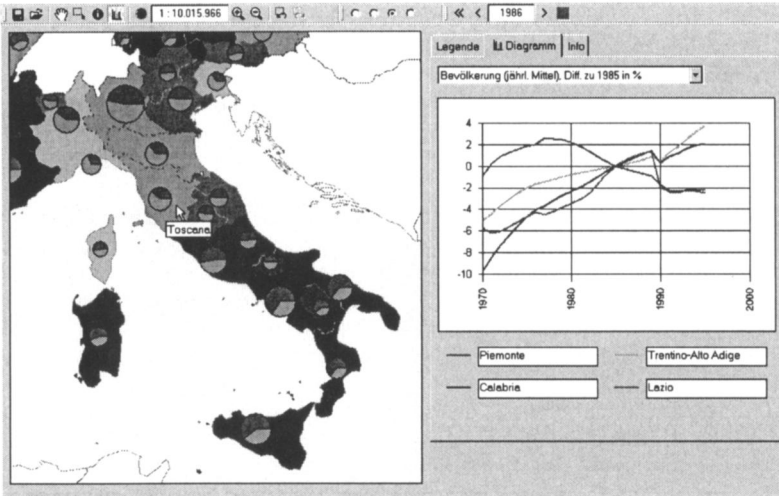 1 : 10.015.966
1986
Legende Diagramm Info
Bevölkerung (jährl. Mittel), Diff. zu 1985 in %
4
2
0
-2
-4
-6
-8
-10
1970 1980 1990 2000
Toscana
Piemonte Trentino-Alto Adige
Calabria Lazio